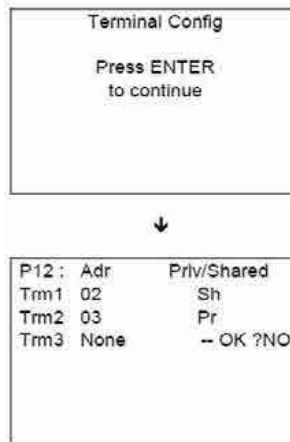 Terminal Config
Press ENTER
to continue
P12 : Adr Priv/Shared
Trm1 02 Sh
Trm2 03 Pr
Trm3 None -- OK ?NO